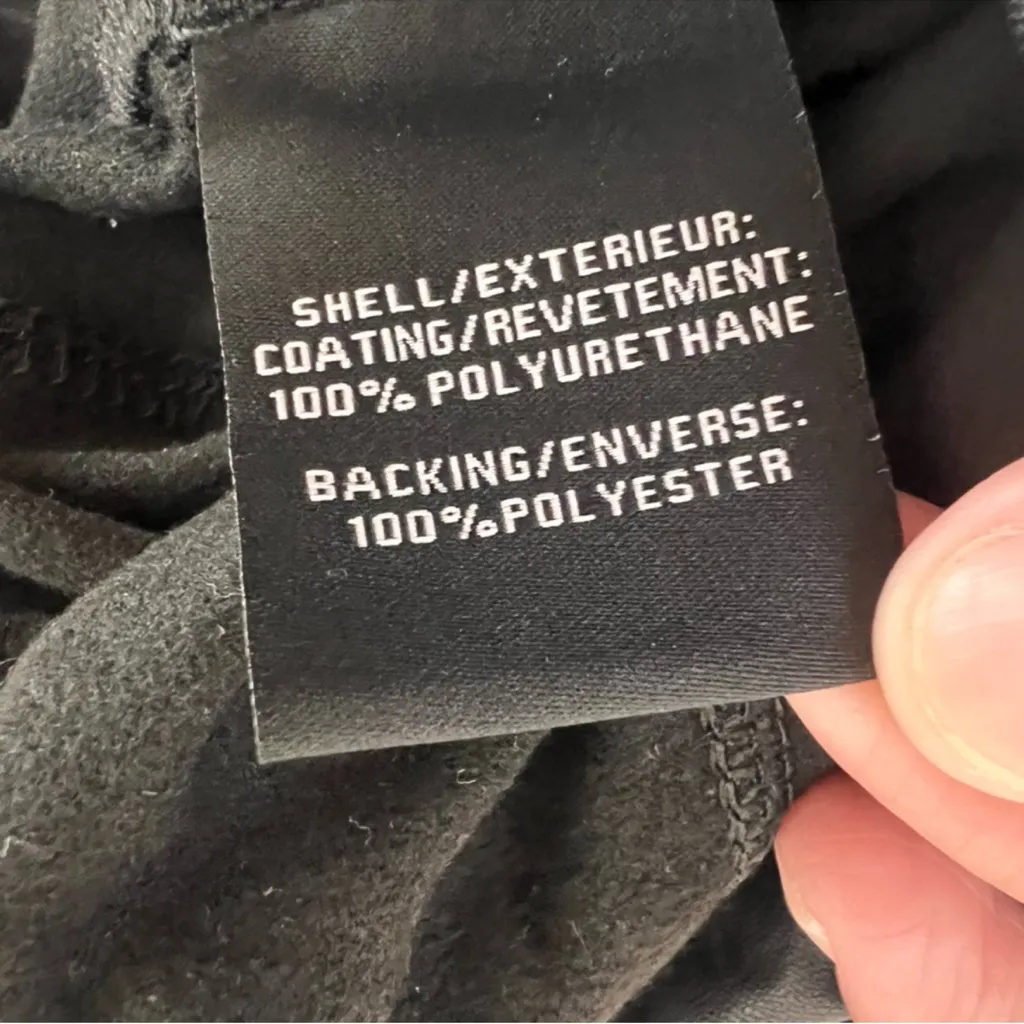 SHELL/EXTERIEUR:
COATING/REVETEMENT:
100% POLYURETHANE
BACKING/ENVERSE:
100%POLYESTER